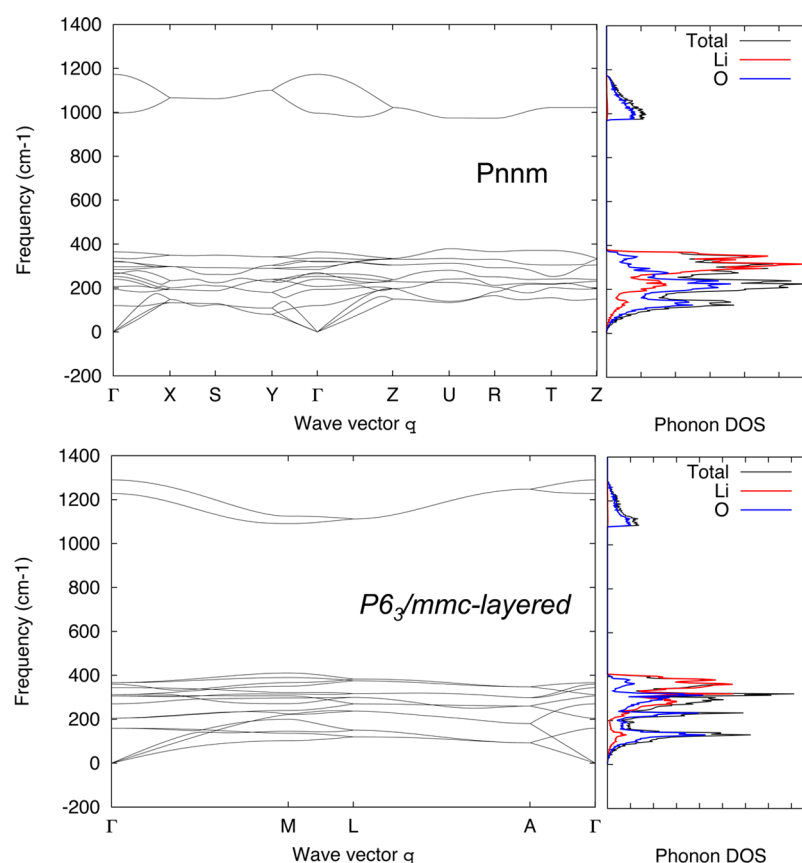 1400
1200
1000
800
600
400
200
0
-200
Frequency (cm-1)
Pnnm
Γ X S Y Γ Z U R T Z
Wave vector q
Total
Li
O
Phonon DOS
1400
1200
1000
800
600
400
200
0
-200
Frequency (cm-1)
P6₃/mmc-layered
Γ M L A Γ
Wave vector q
Total
Li
O
Phonon DOS